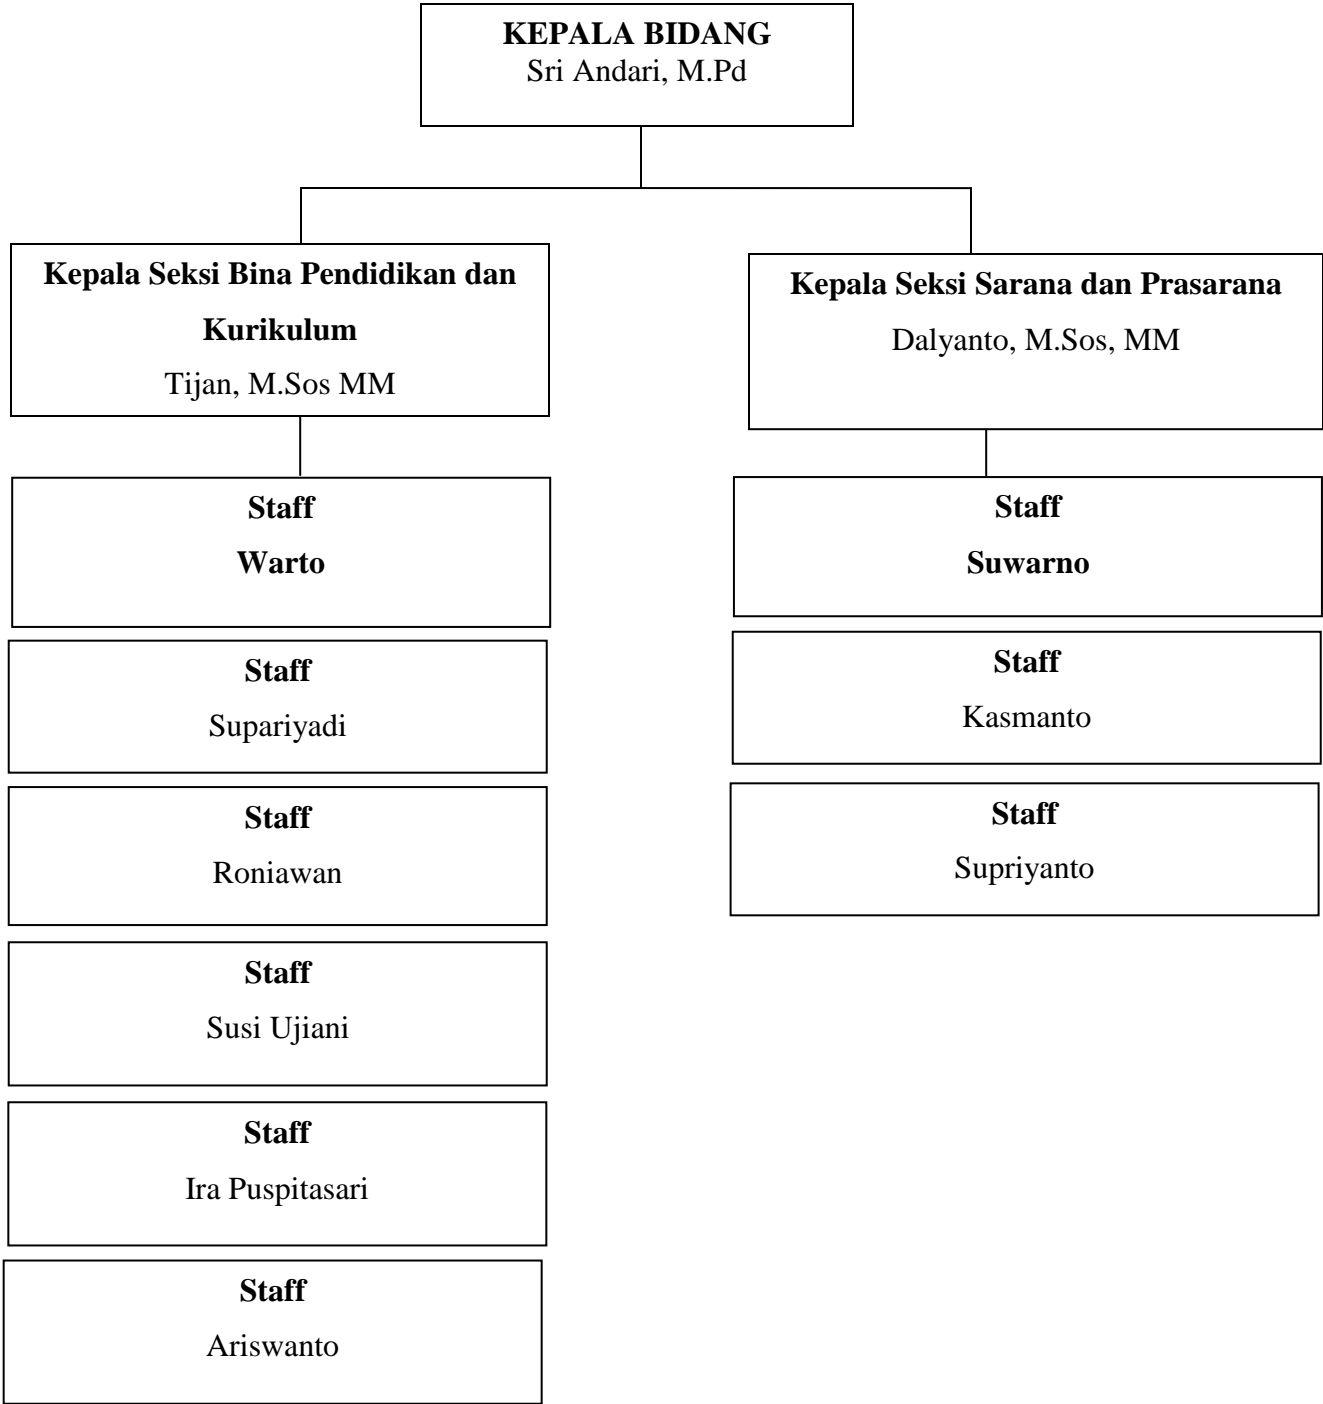 KEPALA BIDANG
Sri Andari, M.Pd
Kepala Seksi Bina Pendidikan dan
Kurikulum
Tijan, M.Sos MM
Kepala Seksi Sarana dan Prasarana
Dalyanto, M.Sos, MM
Staff
Warto
Staff
Supariyadi
Staff
Roniawan
Staff
Susi Ujiani
Staff
Ira Puspitasari
Staff
Ariswanto
Staff
Suwarno
Staff
Kasmanto
Staff
Supriyanto